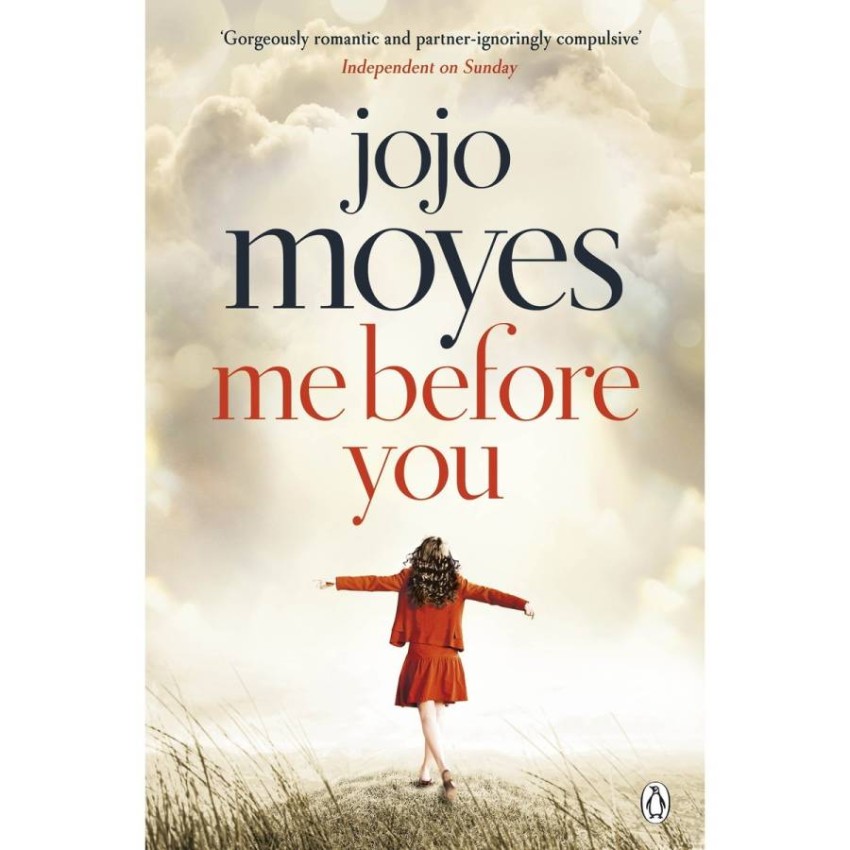 ‘Gorgeously romantic and partner-ignoringly compulsive’
Independent on Sunday
jojo
moyes
me before
you